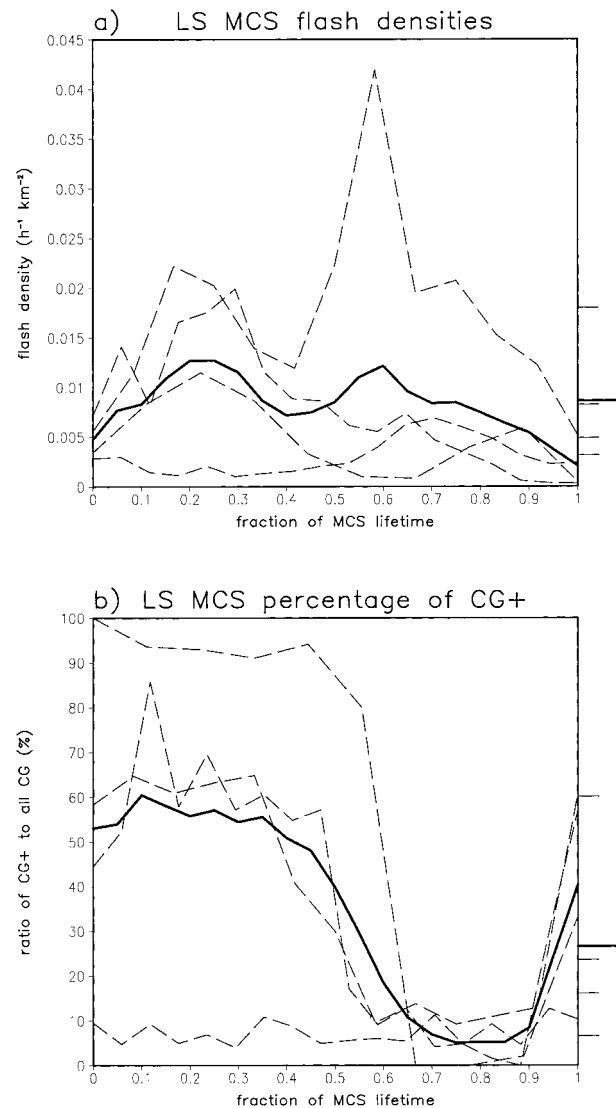 a) LS MCS flash densities
0.045
0.04
0.035
0.03
0.025
0.02
0.015
0.01
0.005
0
flash density (h⁻¹ km⁻²)
0 0.1 0.2 0.3 0.4 0.5 0.6 0.7 0.8 0.9 1
fraction of MCS lifetime
b) LS MCS percentage of CG+
100
90
80
70
60
50
40
30
20
10
0
ratio of CG+ to all CG (%)
0 0.1 0.2 0.3 0.4 0.5 0.6 0.7 0.8 0.9 1
fraction of MCS lifetime